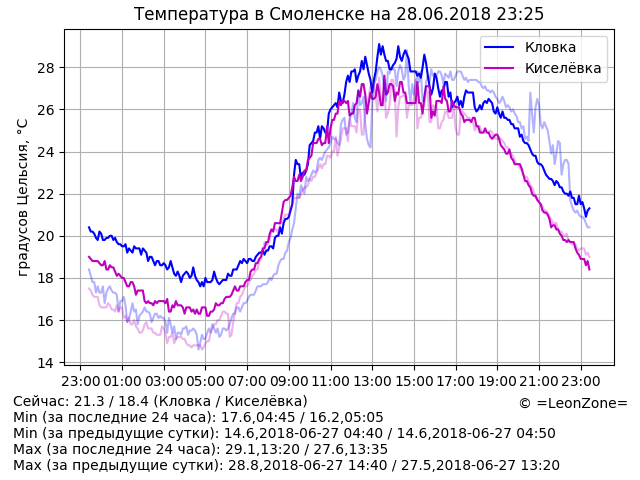 Температура в Смоленске на 28.06.2018 23:25
Кловка
Киселёвка
градусов Цельсия, °C
28
26
24
22
20
18
16
14
23:00 01:00 03:00 05:00 07:00 09:00 11:00 13:00 15:00 17:00 19:00 21:00 23:00
Сейчас: 21.3 / 18.4 (Кловка / Киселёвка)
© =LeonZone=
Min (за последние 24 часа): 17.6,04:45 / 16.2,05:05
Min (за предыдущие сутки): 14.6,2018-06-27 04:40 / 14.6,2018-06-27 04:50
Max (за последние 24 часа): 29.1,13:20 / 27.6,13:35
Max (за предыдущие сутки): 28.8,2018-06-27 14:40 / 27.5,2018-06-27 13:20